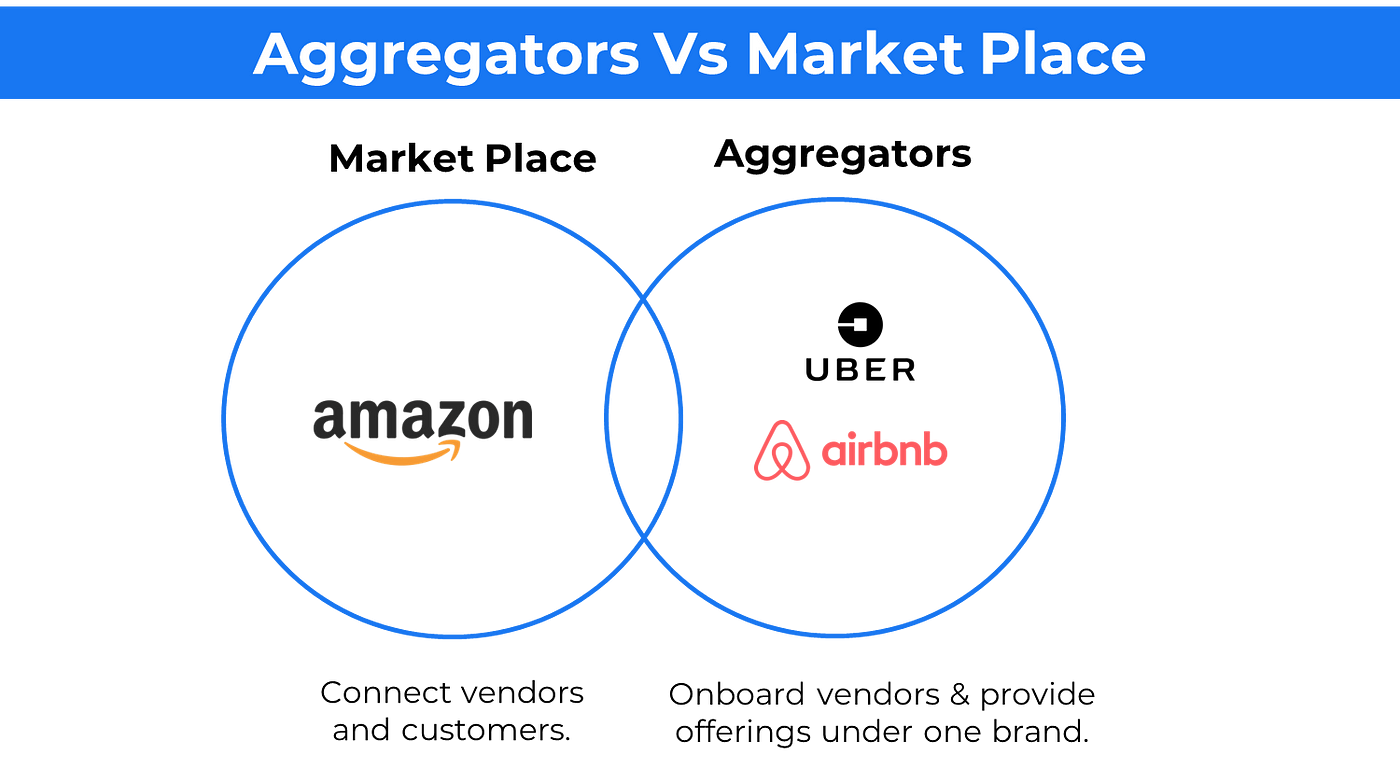 Aggregators Vs Market Place
Market Place
Aggregators
amazon
UBER
airbnb
Connect vendors
and customers.
Onboard vendors & provide
offerings under one brand.